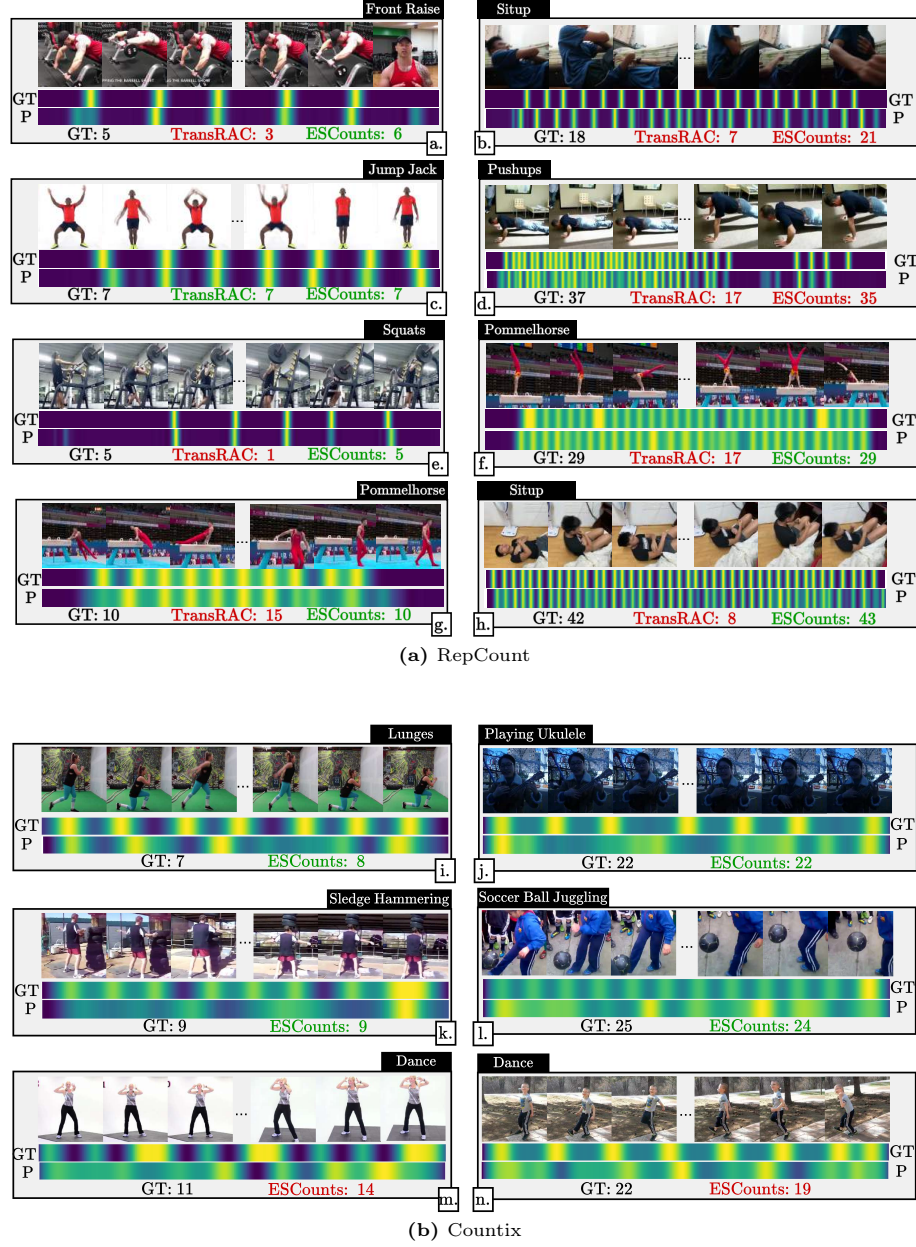 Front Raise
PING THE BARBELL SHORT
GT
P
GT: 5 TransRAC: 3 ESCounts: 6
a.
Situp
GT
P
GT: 18 TransRAC: 7 ESCounts: 21
b.
Jump Jack
GT
P
GT: 7 TransRAC: 7 ESCounts: 7
c.
Pushups
GT
P
GT: 37 TransRAC: 17 ESCounts: 35
d.
Squats
GT
P
GT: 5 TransRAC: 1 ESCounts: 5
e.
Pommelhorse
GT
P
GT: 29 TransRAC: 17 ESCounts: 29
f.
Pommelhorse
GT
P
GT: 10 TransRAC: 15 ESCounts: 10
g.
Situp
GT
P
GT: 42 TransRAC: 8 ESCounts: 43
h.
(a) RepCount
Lunges
GT
P
GT: 7 ESCounts: 8
i.
Playing Ukulele
GT
P
GT: 22 ESCounts: 22
j.
Sledge Hammering
GT
P
GT: 9 ESCounts: 9
k.
Soccer Ball Juggling
GT
P
GT: 25 ESCounts: 24
l.
Dance
GT
P
GT: 11 ESCounts: 14
m.
Dance
GT
P
GT: 22 ESCounts: 19
n.
(b) Countix